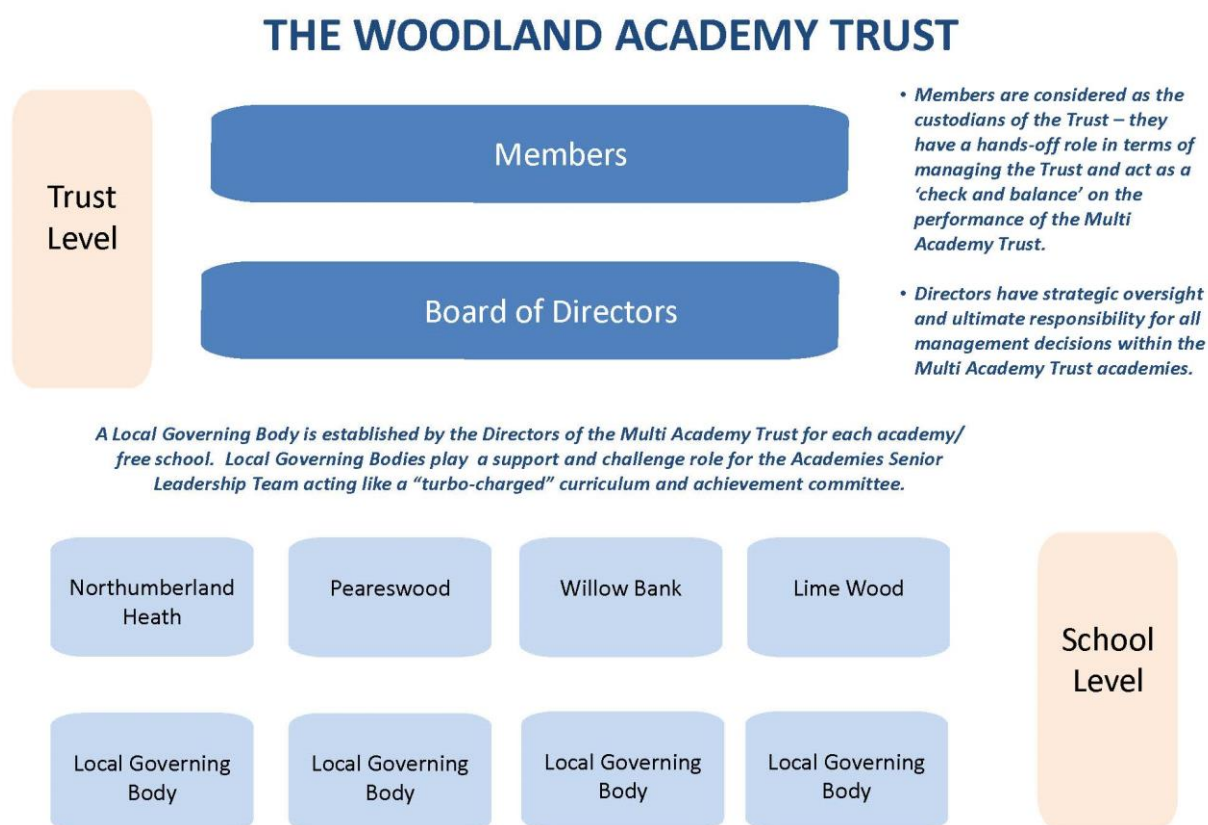 THE WOODLAND ACADEMY TRUST
Trust
Level
Members
Board of Directors
• Members are considered as the
custodians of the Trust – they
have a hands-off role in terms of
managing the Trust and act as a
‘check and balance’ on the
performance of the Multi
Academy Trust.
• Directors have strategic oversight
and ultimate responsibility for all
management decisions within the
Multi Academy Trust academies.
A Local Governing Body is established by the Directors of the Multi Academy Trust for each academy/
free school. Local Governing Bodies play a support and challenge role for the Academies Senior
Leadership Team acting like a “turbo-charged” curriculum and achievement committee.
Northumberland
Heath
Peareswood
Willow Bank
Lime Wood
School
Level
Local Governing
Body
Local Governing
Body
Local Governing
Body
Local Governing
Body